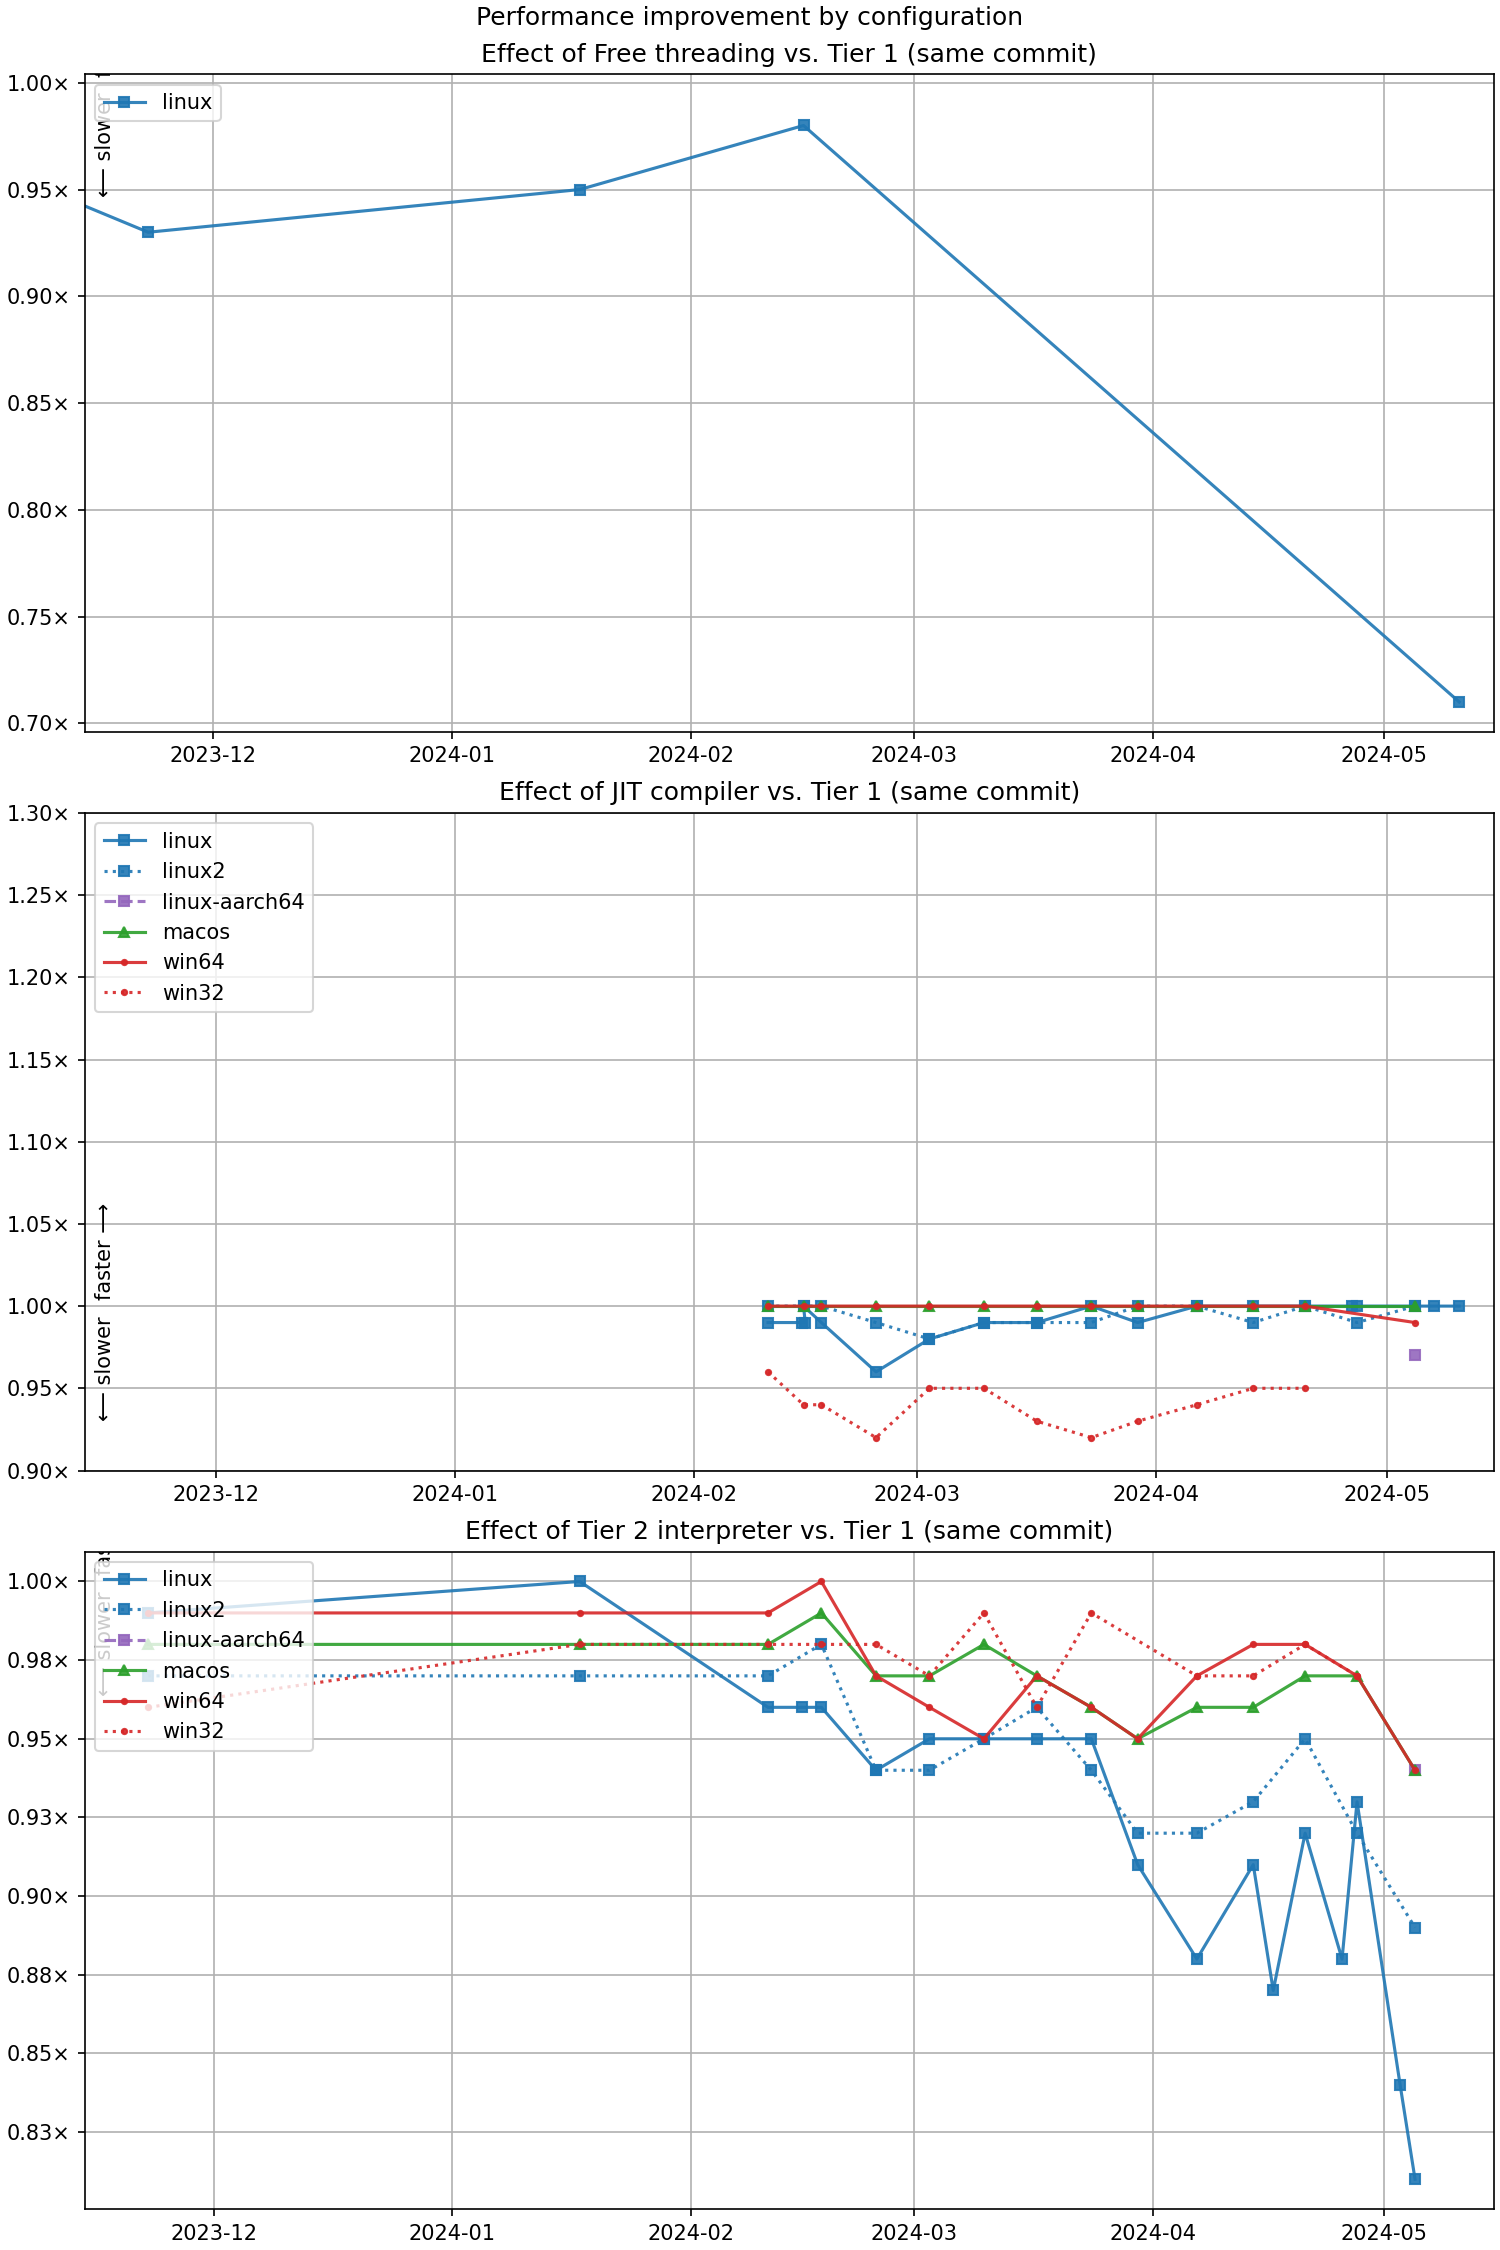 Performance improvement by configuration
Effect of Free threading vs. Tier 1 (same commit)
1.00×
0.95×
0.90×
0.85×
0.80×
0.75×
0.70×
← slower
linux
2023-12 2024-01 2024-02 2024-03 2024-04 2024-05
Effect of JIT compiler vs. Tier 1 (same commit)
1.30×
1.25×
1.20×
1.15×
1.10×
1.05×
1.00×
0.95×
0.90×
← slower faster →
linux
linux2
linux-aarch64
macos
win64
win32
2023-12 2024-01 2024-02 2024-03 2024-04 2024-05
Effect of Tier 2 interpreter vs. Tier 1 (same commit)
1.00×
0.98×
0.95×
0.93×
0.90×
0.88×
0.85×
0.83×
← slower
linux
linux2
linux-aarch64
macos
win64
win32
2023-12 2024-01 2024-02 2024-03 2024-04 2024-05